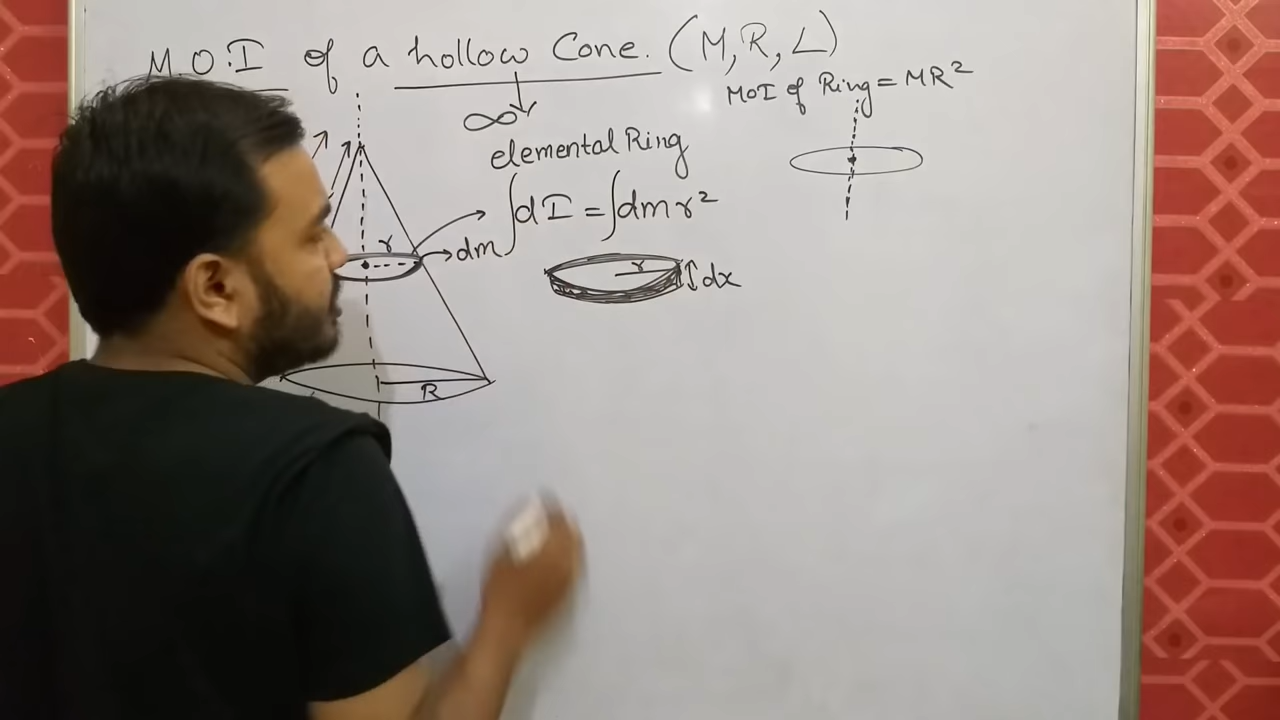 M.O.I of a hollow Cone. (M, R, L)
MOI of Ring = MR²
∞
elemental Ring
∫dI = ∫dm r²
r
dm
r
dx
R